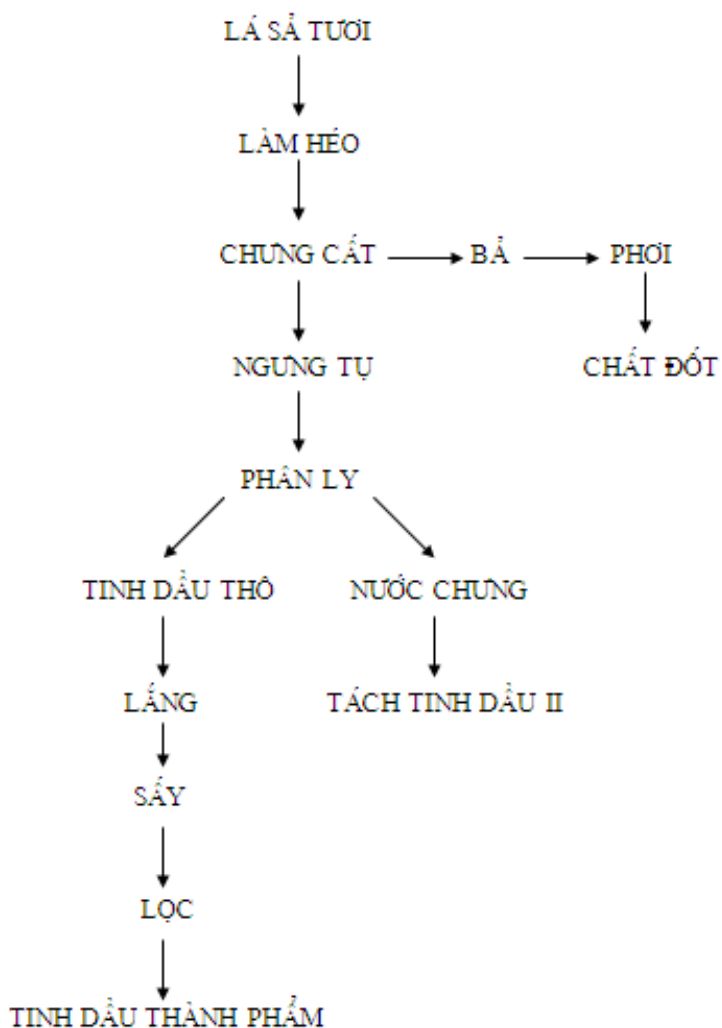 LÁ SẢ TƯƠI
LÀM HÉO
CHƯNG CẤT
BẢ
PHƠI
NGƯNG TỤ
CHẤT ĐỐT
PHÂN LY
TINH DẦU THÔ
NƯỚC CHƯNG
LẮNG
TÁCH TINH DẦU II
SẤY
LỌC
TINH DẦU THÀNH PHẨM